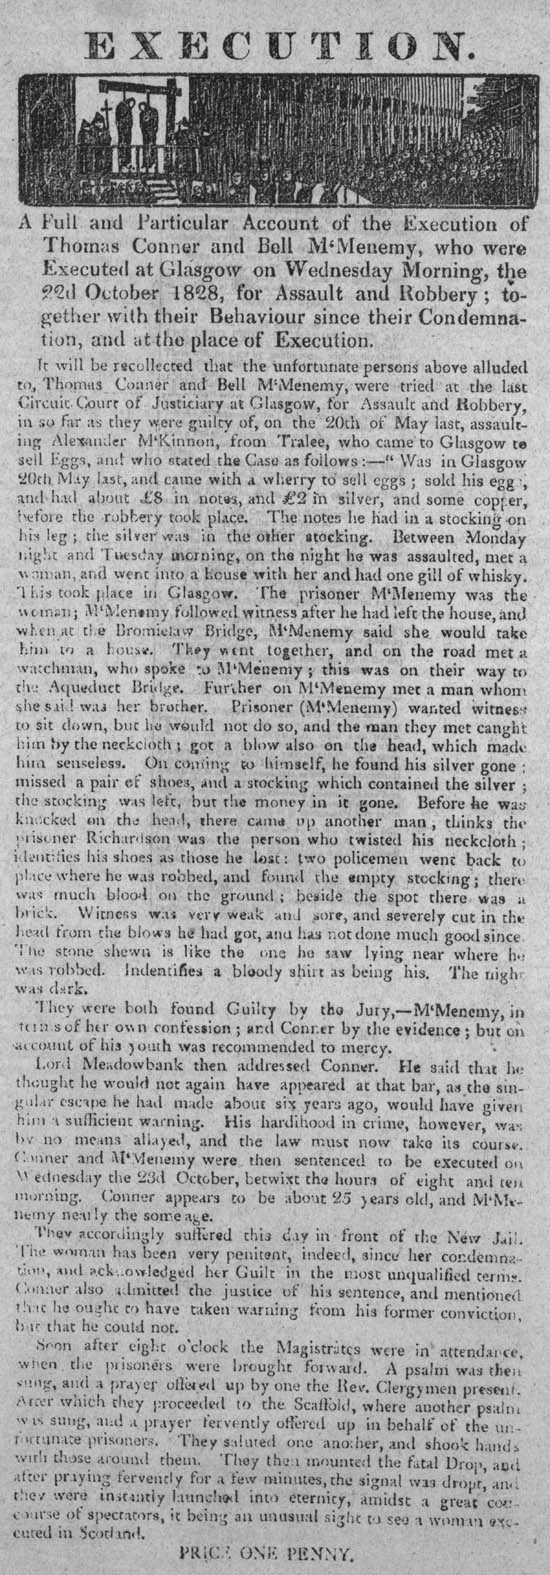 EXECUTION.
A Full and Particular Account of the Execution of
Thomas Conner and Bell M‘Menemy, who were
Executed at Glasgow on Wednesday Morning, the
22d October 1828, for Assault and Robbery; to-
gether with their Behaviour since their Condemna-
tion, and at the place of Execution.
It will be recollected that the unfortunate persons above alluded
to, Thomas Conner and Bell M‘Menemy, were tried at the last
Circuit Court of Justiciary at Glasgow, for Assault and Robbery,
in so far as they were guilty of, on the 20th of May last, assault-
ing Alexander M‘Kinnon, from Tralee, who came to Glasgow to
sell Eggs, and who stated the Case as follows:—“ Was in Glasgow
20th May last, and came with a wherry to sell eggs; sold his eggs,
and had about £8 in notes, and £2 in silver, and some copper,
before the robbery took place. The notes he had in a stocking on
his leg; the silver was in the other stocking. Between Monday
night and Tuesday morning, on the night he was assaulted, met a
woman, and went into a house with her and had one gill of whisky.
This took place in Glasgow. The prisoner M‘Menemy was the
woman; M‘Menemy followed witness after he had left the house, and
when at the Bromielaw Bridge, M‘Menemy said she would take
him to a house. They went together, and on the road met a
watchman, who spoke to M‘Menemy; this was on their way to
the Aqueduct Bridge. Further on M‘Menemy met a man whom
she said was her brother. Prisoner (M‘Menemy) wanted witness
to sit down, but he would not do so, and the man they met caught
him by the neckcloth; got a blow also on the head, which made
him senseless. On coming to himself, he found his silver gone;
missed a pair of shoes, and a stocking which contained the silver;
the stocking was left, but the money in it gone. Before he was
knocked on the head, there came up another man, thinks the
prisoner Richardson was the person who twisted his neckcloth;
identifies his shoes as those he lost: two policemen went back to
place where he was robbed, and found the empty stocking; there
was much blood on the ground; beside the spot there was a
brick. Witness was very weak and sore, and severely cut in the
head from the blows he had got, and has not done much good since.
The stone shewn is like the one he saw lying near where he
was robbed. Indentifies a bloody shirt as being his. The night
was dark.
They were both found Guilty by the Jury,—M‘Menemy, in
terms of her own confession; and Conner by the evidence; but on
account of his youth was recommended to mercy.
Lord Meadowbank then addressed Conner. He said that he
thought he would not again have appeared at that bar, as the sin-
gular escape he had made about six years ago, would have given
him a sufficient warning. His hardihood in crime, however, was
by no means allayed, and the law must now take its course.
Conner and M‘Menemy were then sentenced to be executed on
Wednesday the 23d October, betwixt the hours of eight and ten
morning. Conner appears to be about 25 years old, and M‘Me-
nemy nearly the some age.
They accordingly suffered this day in front of the New Jail.
The woman has been very penitent, indeed, since her condemna-
tion, and acknowledged her Guilt in the most unqualified terms.
Conner also admitted the justice of his sentence, and mentioned
that he ought to have taken warning from his former conviction,
but that he could not.
Soon after eight o'clock the Magistrates were in attendance,
when the prisoners were brought forward. A psalm was then
sung, and a prayer offered up by one the Rev. Clergymen present.
After which they proceeded to the Scaffold, where another psalm
was sung, and a prayer fervently offered up in behalf of the un-
fortunate prisoners. They saluted one another, and shook hands
with those around them. They then mounted the fatal Drop, and
after praying fervently for a few minutes, the signal was dropt, and
they were instantly launched into eternity, amidst a great con-
course of spectators, it being an unusual sight to see a woman exe-
cuted in Scotland.
PRICE ONE PENNY.